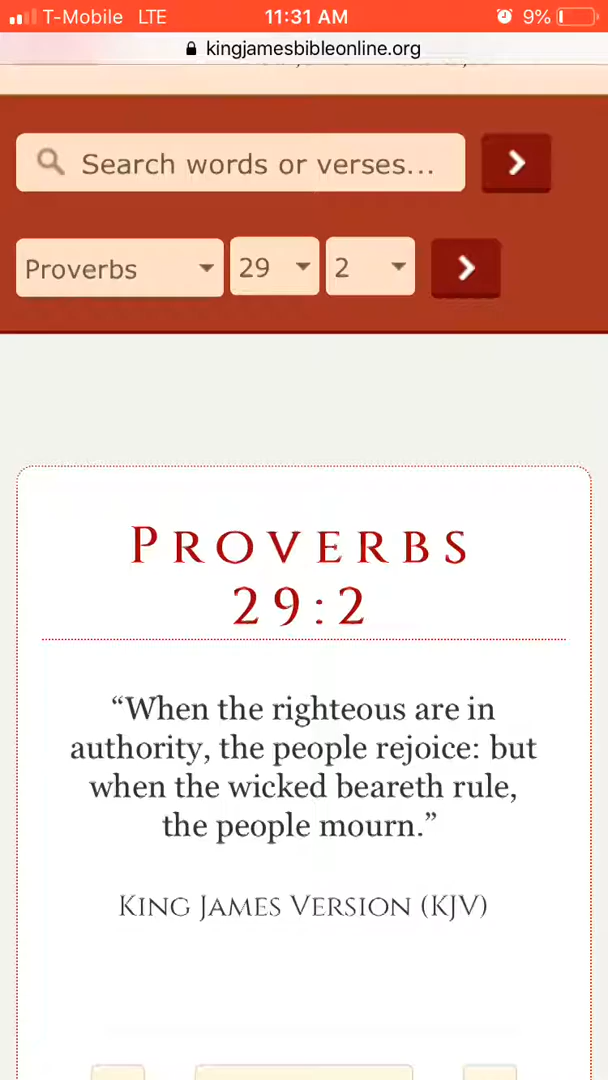 T-Mobile LTE 11:31 AM 9%
kingjamesbibleonline.org
Search words or verses...
Proverbs 29 2
PROVERBS
29:2
“When the righteous are in
authority, the people rejoice: but
when the wicked beareth rule,
the people mourn.”
KING JAMES VERSION (KJV)